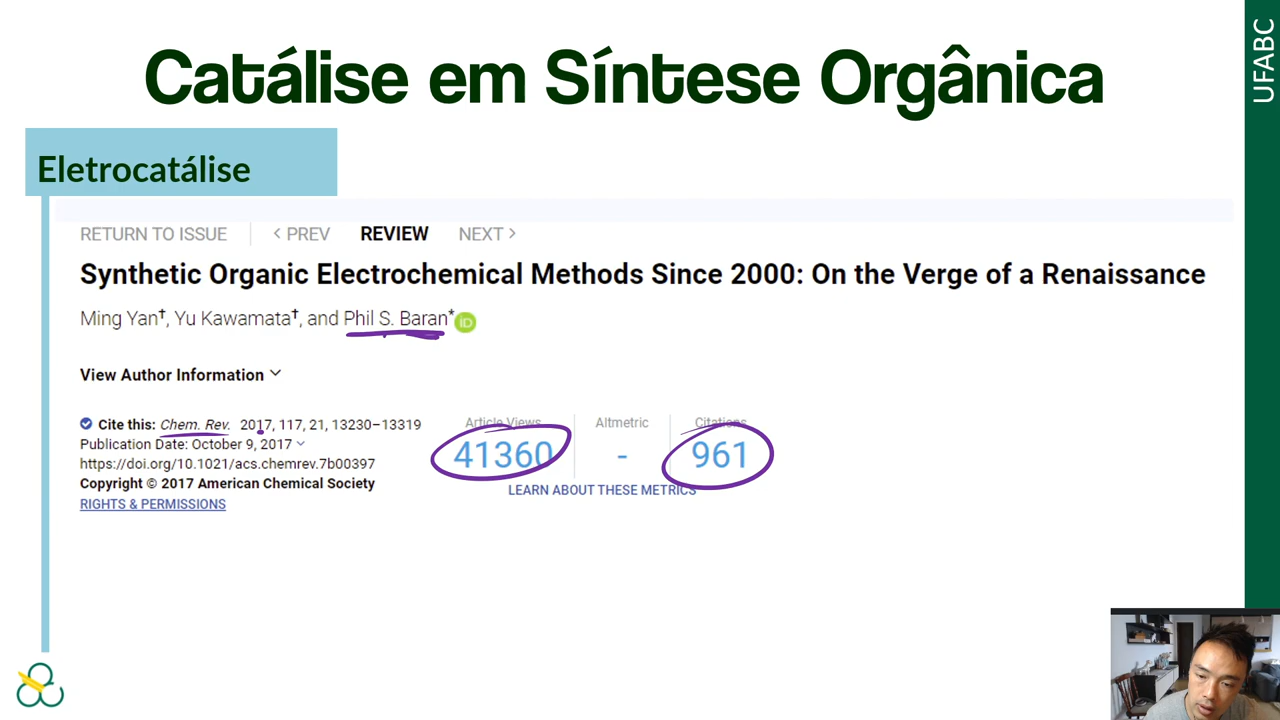 Catálise em Síntese Orgânica
UFABC
Eletrocatálise
RETURN TO ISSUE < PREV REVIEW NEXT >
Synthetic Organic Electrochemical Methods Since 2000: On the Verge of a Renaissance
Ming Yan†, Yu Kawamata†, and Phil S. Baran* iD
View Author Information
Cite this: Chem. Rev. 2017, 117, 21, 13230–13319
Publication Date: October 9, 2017
https://doi.org/10.1021/acs.chemrev.7b00397
Copyright © 2017 American Chemical Society
RIGHTS & PERMISSIONS
Article Views Altmetric Citations
41360 - 961
LEARN ABOUT THESE METRICS